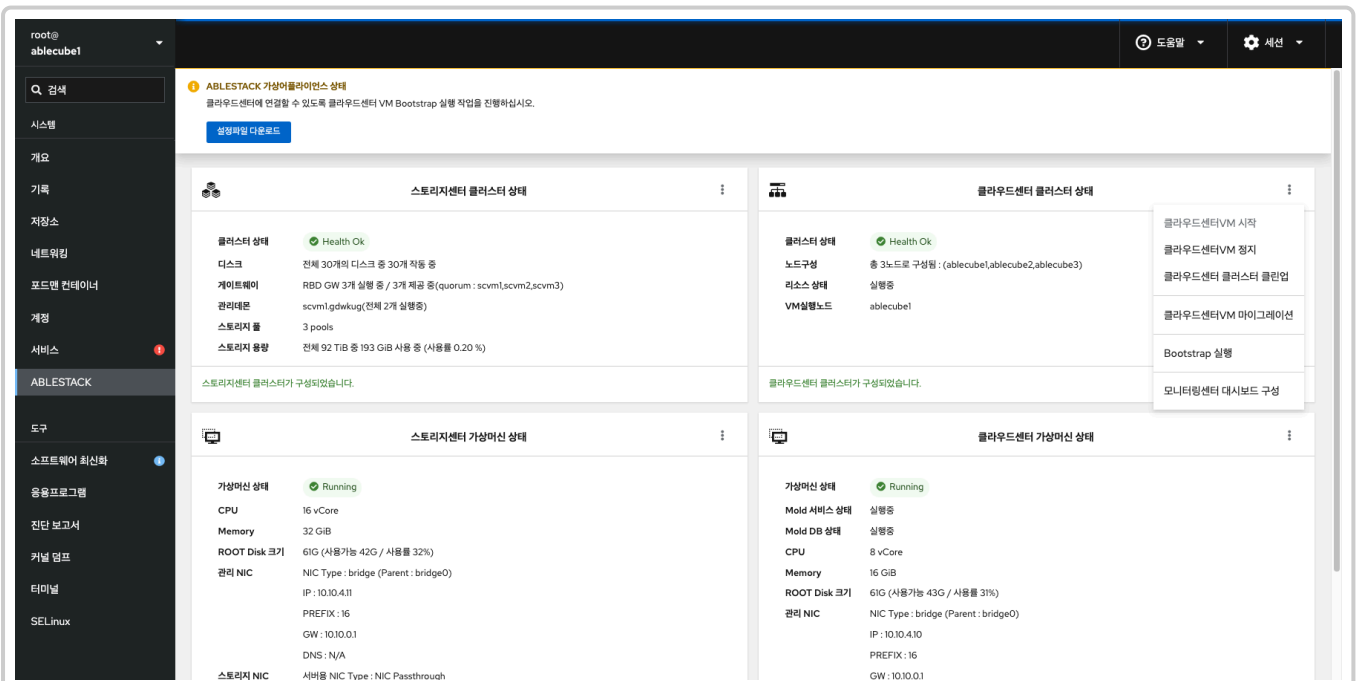 root@
ablecube1
도움말
세션
검색
시스템
개요
기록
저장소
네트워킹
포드맨 컨테이너
계정
서비스
ABLESTACK
도구
소프트웨어 최신화
응용프로그램
진단 보고서
커널 덤프
터미널
SELinux
ABLESTACK 가상어플라이언스 상태
클라우드센터에 연결할 수 있도록 클라우드센터 VM Bootstrap 실행 작업을 진행하십시오.
설정파일 다운로드
스토리지센터 클러스터 상태
클러스터 상태 Health Ok
디스크 전체 30개의 디스크 중 30개 작동 중
게이트웨이 RBD GW 3개 실행 중 / 3개 제공 중(quorum : scvm1,scvm2,scvm3)
관리데몬 scvm1.gdwkug(전체 2개 실행중)
스토리지 풀 3 pools
스토리지 용량 전체 92 TiB 중 193 GiB 사용 중 (사용률 0.20 %)
스토리지센터 클러스터가 구성되었습니다.
클라우드센터 클러스터 상태
클러스터 상태 Health Ok
노드구성 총 3노드로 구성됨 : (ablecube1,ablecube2,ablecube3)
리소스 상태 실행중
VM실행노드 ablecube1
클라우드센터 클러스터가 구성되었습니다.
클라우드센터VM 시작
클라우드센터VM 정지
클라우드센터 클러스터 클린업
클라우드센터VM 마이그레이션
Bootstrap 실행
모니터링센터 대시보드 구성
스토리지센터 가상머신 상태
가상머신 상태 Running
CPU 16 vCore
Memory 32 GiB
ROOT Disk 크기 61G (사용가능 42G / 사용률 32%)
관리 NIC NIC Type : bridge (Parent : bridge0)
IP : 10.10.4.11
PREFIX : 16
GW : 10.10.0.1
DNS : N/A
스토리지 NIC 서버용 NIC Type : NIC Passthrough
클라우드센터 가상머신 상태
가상머신 상태 Running
Mold 서비스 상태 실행중
Mold DB 상태 실행중
CPU 8 vCore
Memory 16 GiB
ROOT Disk 크기 61G (사용가능 43G / 사용률 31%)
관리 NIC NIC Type : bridge (Parent : bridge0)
IP : 10.10.4.10
PREFIX : 16
GW : 10.10.0.1